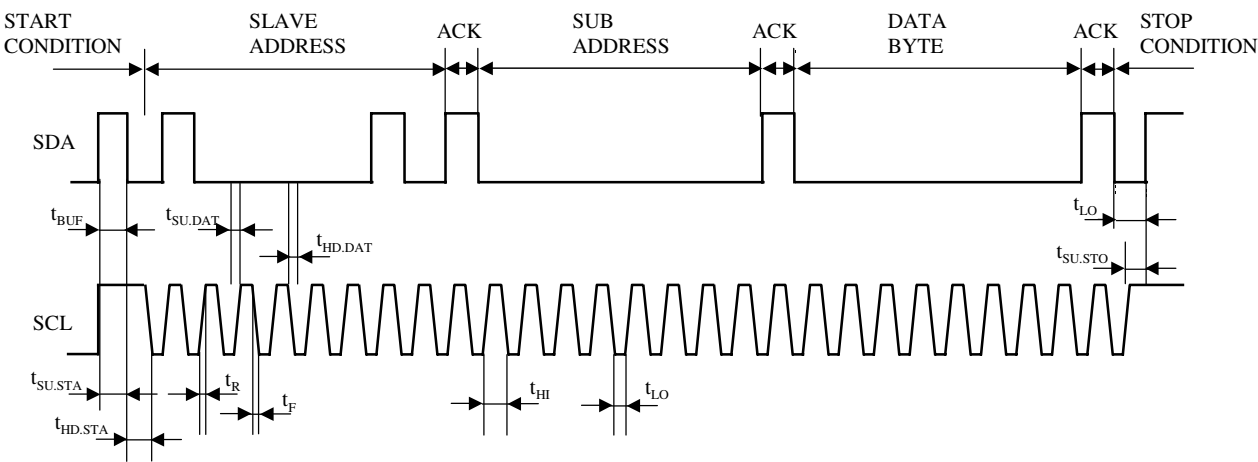 START
CONDITION
SLAVE
ADDRESS
ACK
SUB
ADDRESS
ACK
DATA
BYTE
ACK
STOP
CONDITION
SDA
tBUF
tSU.DAT
tHD.DAT
tLO
tSU.STO
SCL
tSU.STA
tR
tHI
tLO
tF
tHD.STA